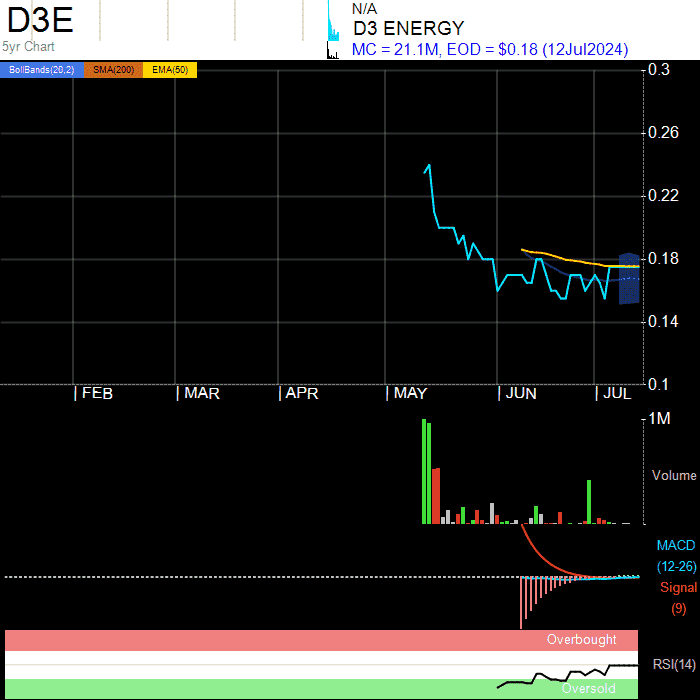 D3E
N/A
D3 ENERGY
5yr Chart
MC = 21.1M, EOD = $0.18 (12Jul2024)
BollBands(20,2) SMA(200) EMA(50)
0.3
0.26
0.22
0.18
0.14
0.1
FEB MAR APR MAY JUN JUL
1M
Volume
MACD
(12-26)
Signal
(9)
Overbought
RSI(14)
Oversold